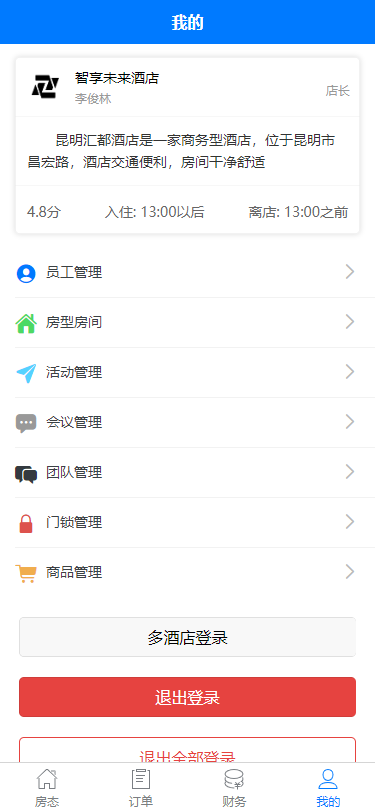 我的
智享未来酒店
李俊林
店长
昆明汇都酒店是一家商务型酒店，位于昆明市
昌宏路，酒店交通便利，房间干净舒适
4.8分 入住: 13:00以后 离店: 13:00之前
员工管理
房型房间
活动管理
会议管理
团队管理
门锁管理
商品管理
多酒店登录
退出登录
退出全部登录
房态 订单 财务 我的